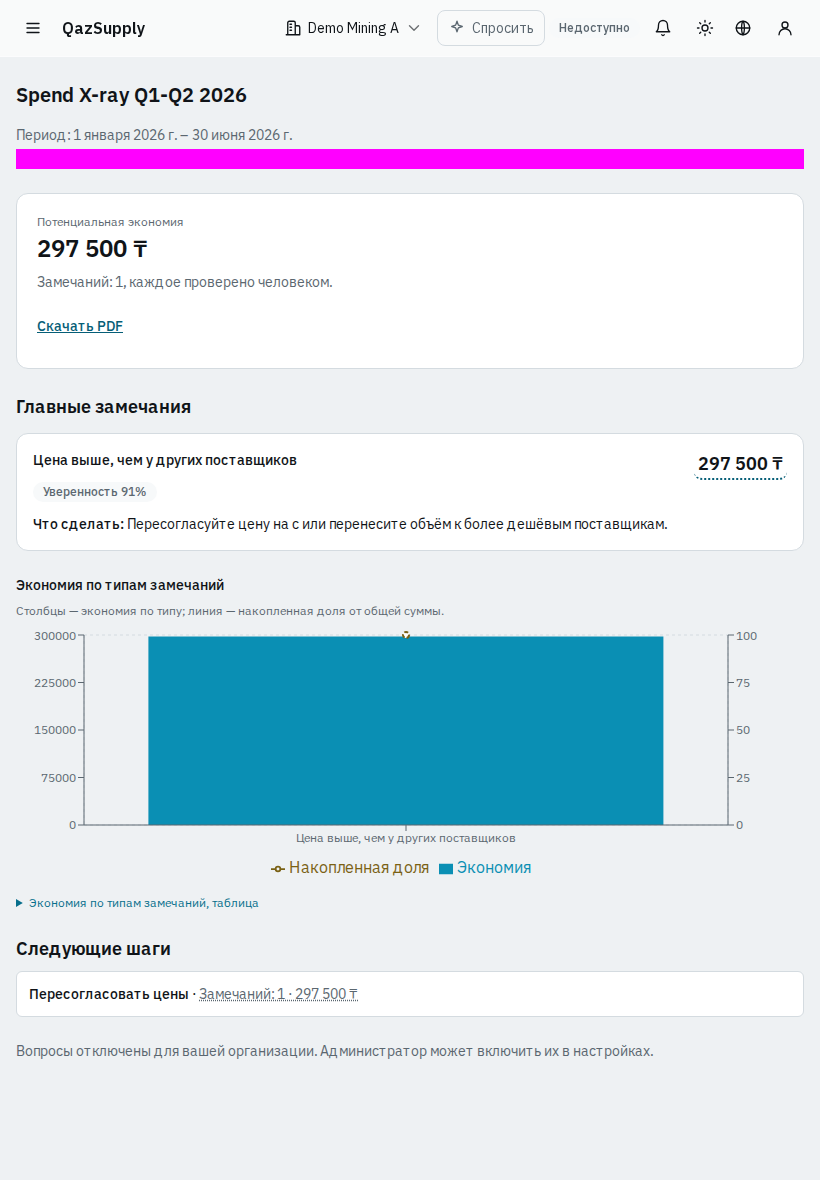 QazSupply
Demo Mining A
Спросить
Недоступно
Spend X-ray Q1-Q2 2026
Период: 1 января 2026 г. – 30 июня 2026 г.
Потенциальная экономия
297 500 ₸
Замечаний: 1, каждое проверено человеком.
Скачать PDF
Главные замечания
Цена выше, чем у других поставщиков
297 500 ₸
Уверенность 91%
Что сделать: Пересогласуйте цену на с или перенесите объём к более дешёвым поставщикам.
Экономия по типам замечаний
Столбцы — экономия по типу; линия — накопленная доля от общей суммы.
300000
225000
150000
75000
0
100
75
50
25
0
Цена выше, чем у других поставщиков
Накопленная доля
Экономия
Экономия по типам замечаний, таблица
Следующие шаги
Пересогласовать цены · Замечаний: 1 · 297 500 ₸
Вопросы отключены для вашей организации. Администратор может включить их в настройках.